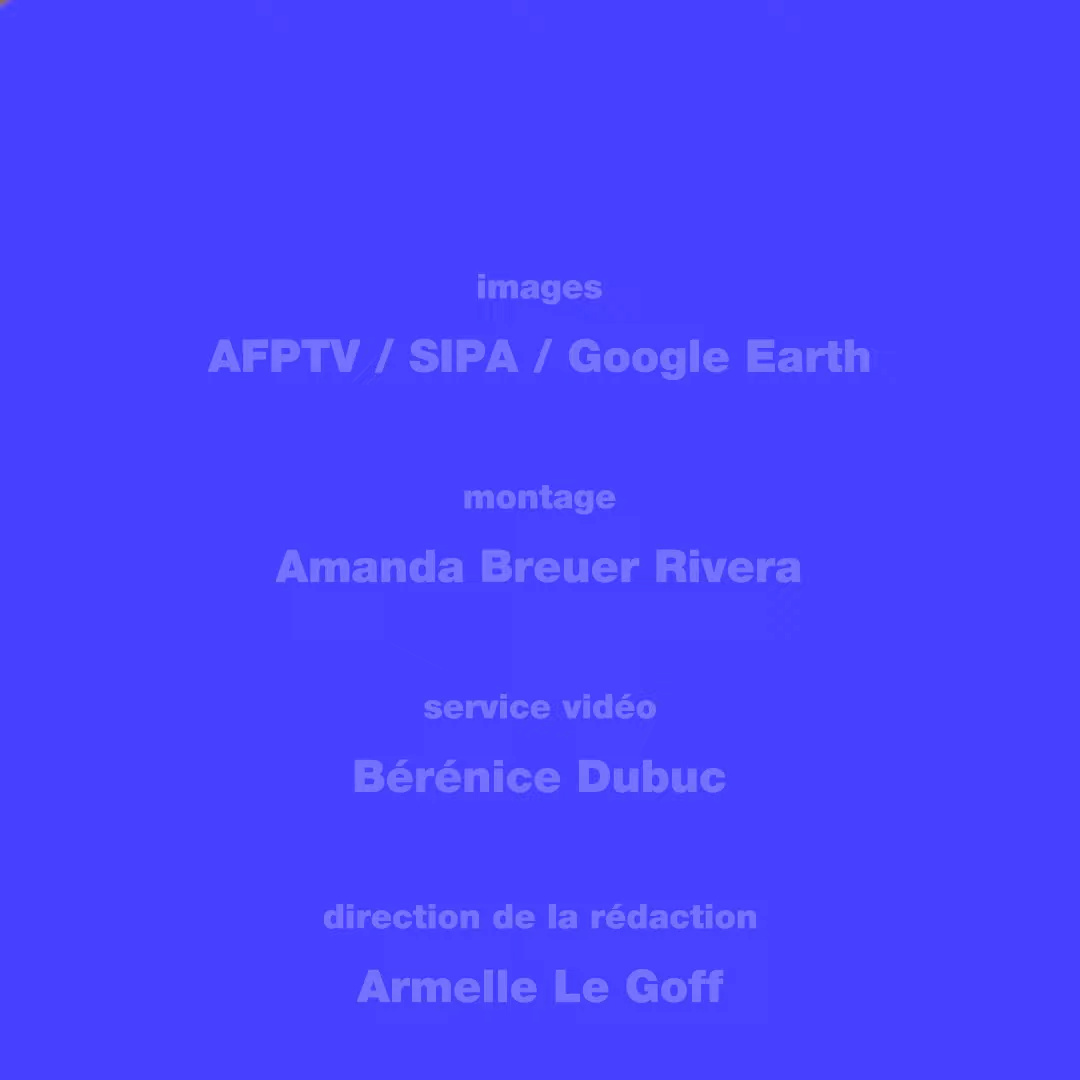 images
AFPTV / SIPA / Google Earth
montage
Amanda Breuer Rivera
service vidéo
Bérénice Dubuc
direction de la rédaction
Armelle Le Goff